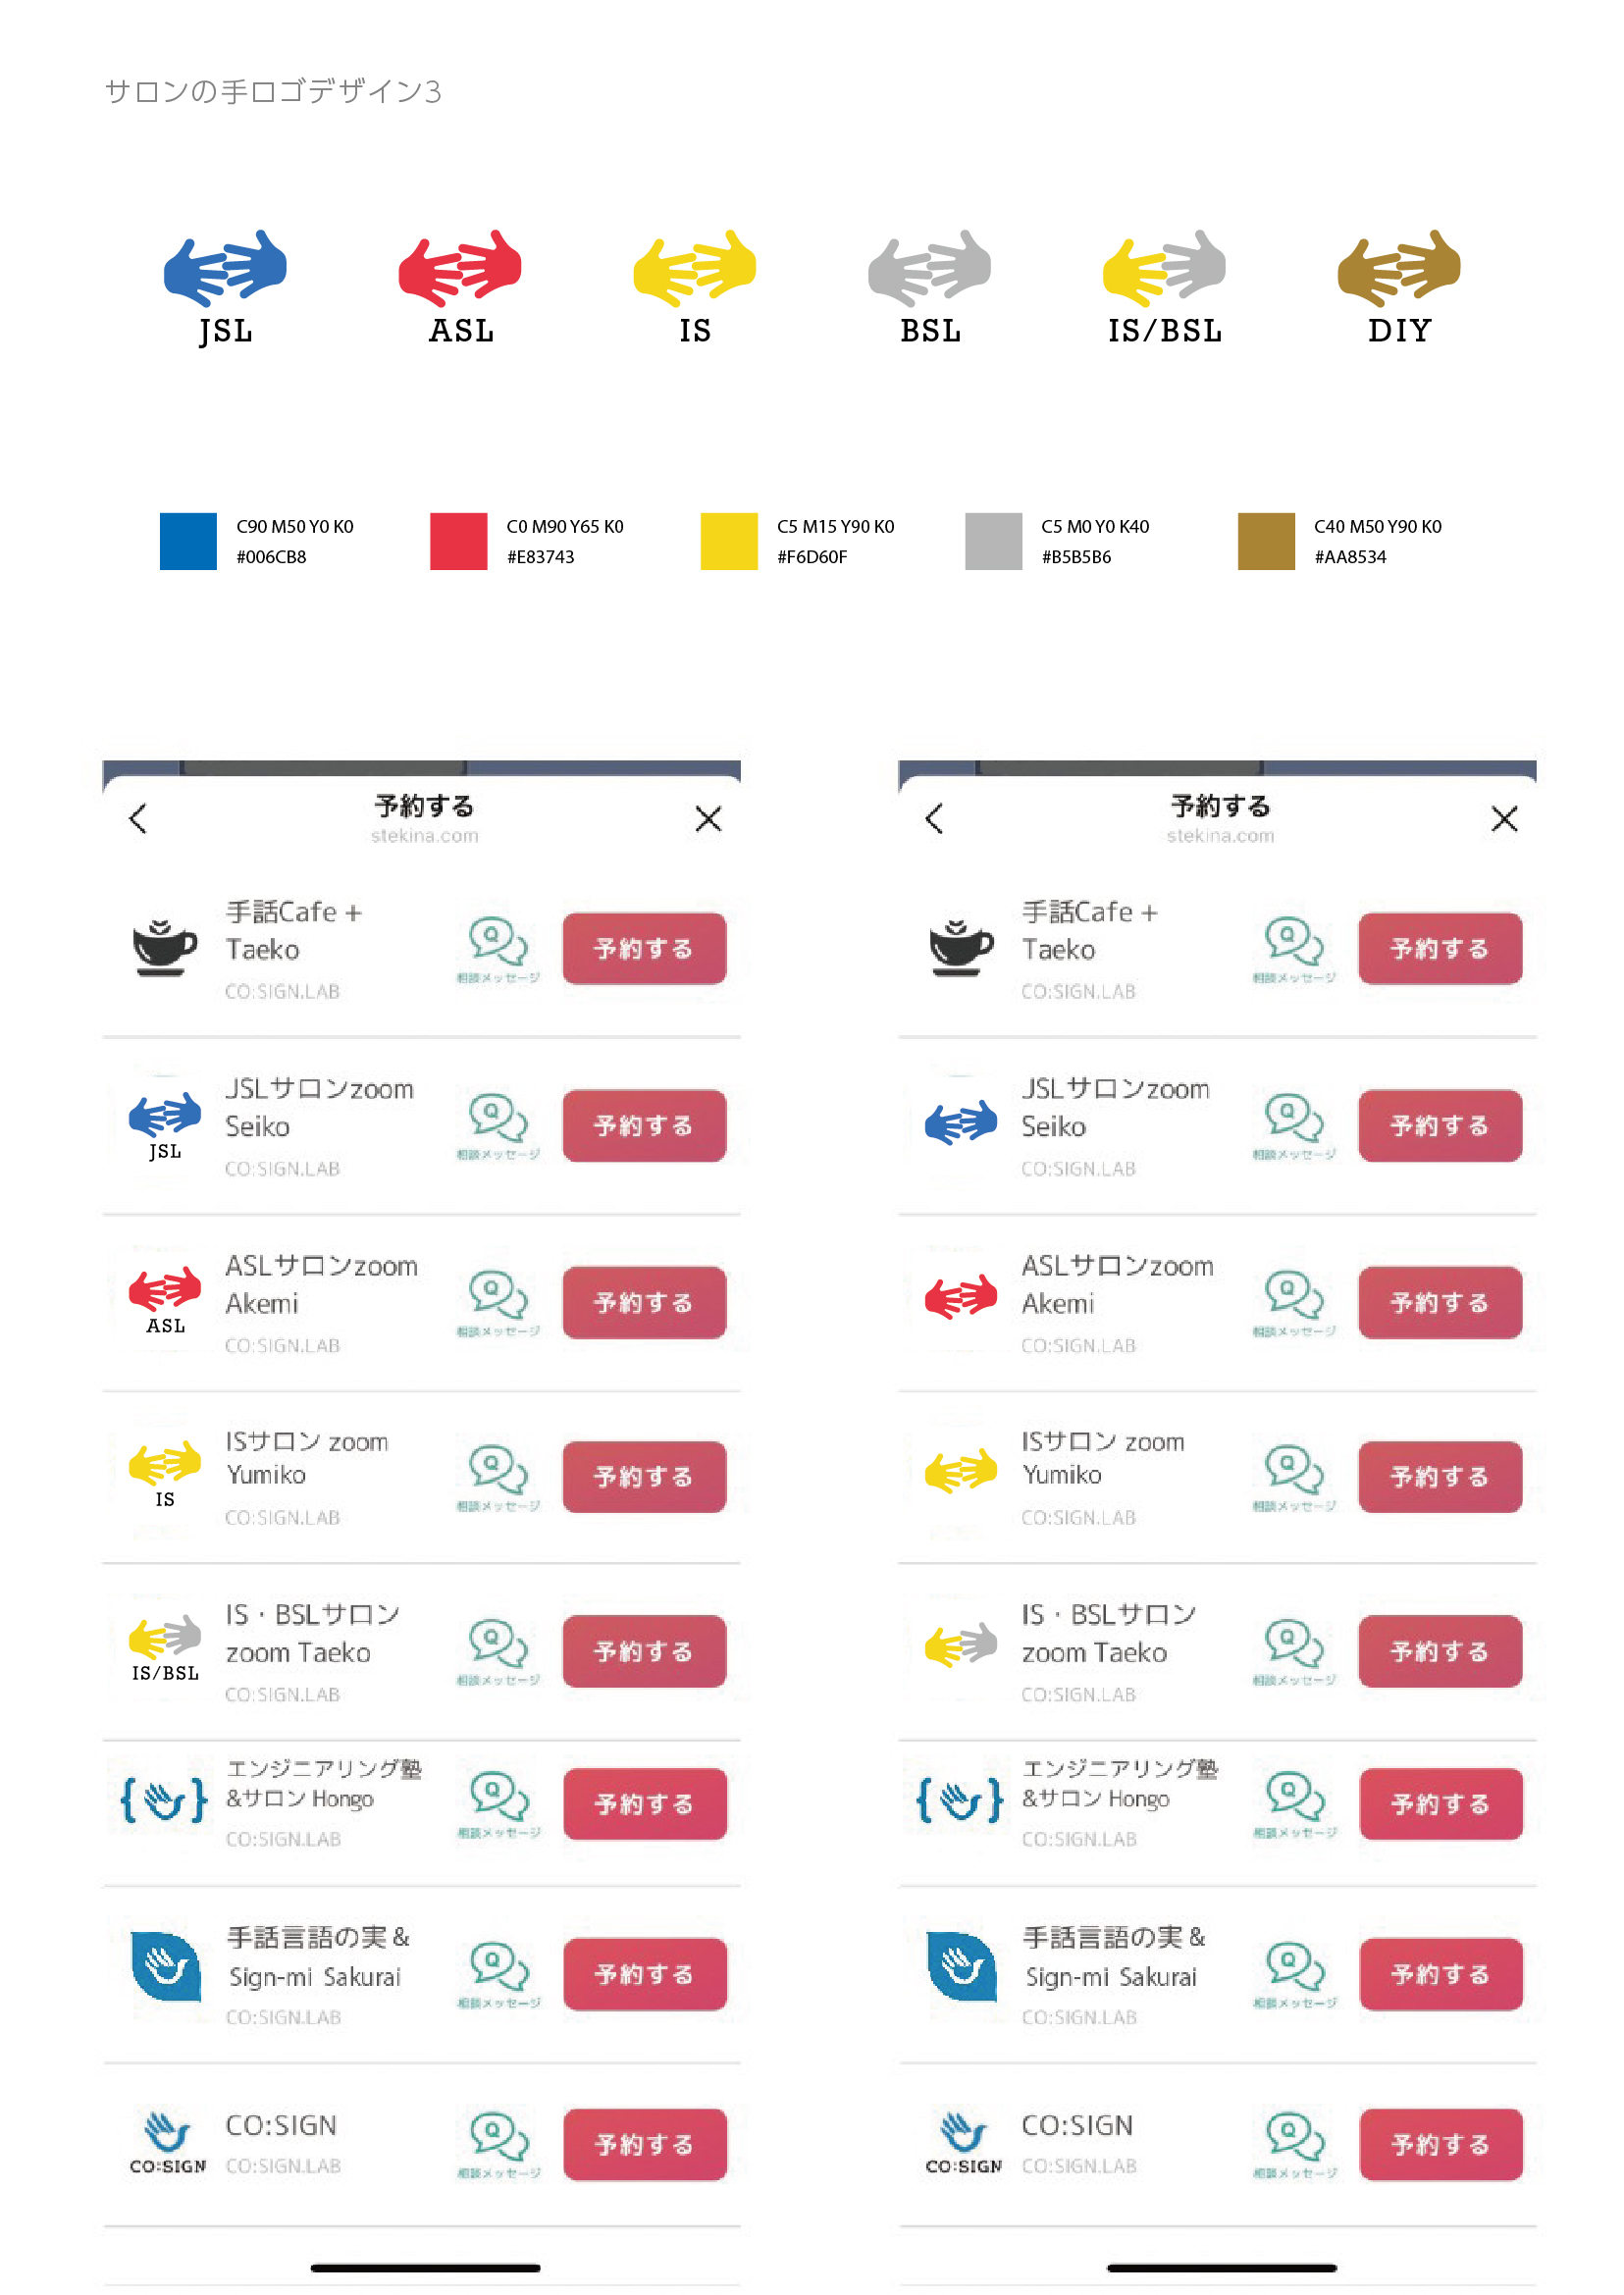 サロンの手ロゴデザイン3
JSL
ASL
IS
BSL
IS/BSL
DIY
C90 M50 Y0 K0
#006CB8
C0 M90 Y65 K0
#E83743
C5 M15 Y90 K0
#F6D60F
C5 M0 Y0 K40
#B5B5B6
C40 M50 Y90 K0
#AA8534
予約する
stekina.com
手話Cafe +
Taeko
CO:SIGN.LAB
Q
相談メッセージ
予約する
JSL
JSLサロンzoom
Seiko
CO:SIGN.LAB
Q
相談メッセージ
予約する
ASL
ASLサロンzoom
Akemi
CO:SIGN.LAB
Q
相談メッセージ
予約する
IS
ISサロン zoom
Yumiko
CO:SIGN.LAB
Q
相談メッセージ
予約する
IS/BSL
IS・BSLサロン
zoom Taeko
CO:SIGN.LAB
Q
相談メッセージ
予約する
エンジニアリング塾
&サロン Hongo
CO:SIGN.LAB
Q
相談メッセージ
予約する
手話言語の実 &
Sign-mi Sakurai
CO:SIGN.LAB
Q
相談メッセージ
予約する
CO:SIGN
CO:SIGN
CO:SIGN.LAB
Q
相談メッセージ
予約する
予約する
stekina.com
手話Cafe +
Taeko
CO:SIGN.LAB
Q
相談メッセージ
予約する
JSLサロンzoom
Seiko
CO:SIGN.LAB
Q
相談メッセージ
予約する
ASLサロンzoom
Akemi
CO:SIGN.LAB
Q
相談メッセージ
予約する
ISサロン zoom
Yumiko
CO:SIGN.LAB
Q
相談メッセージ
予約する
IS・BSLサロン
zoom Taeko
CO:SIGN.LAB
Q
相談メッセージ
予約する
エンジニアリング塾
&サロン Hongo
CO:SIGN.LAB
Q
相談メッセージ
予約する
手話言語の実 &
Sign-mi Sakurai
CO:SIGN.LAB
Q
相談メッセージ
予約する
CO:SIGN
CO:SIGN
CO:SIGN.LAB
Q
相談メッセージ
予約する